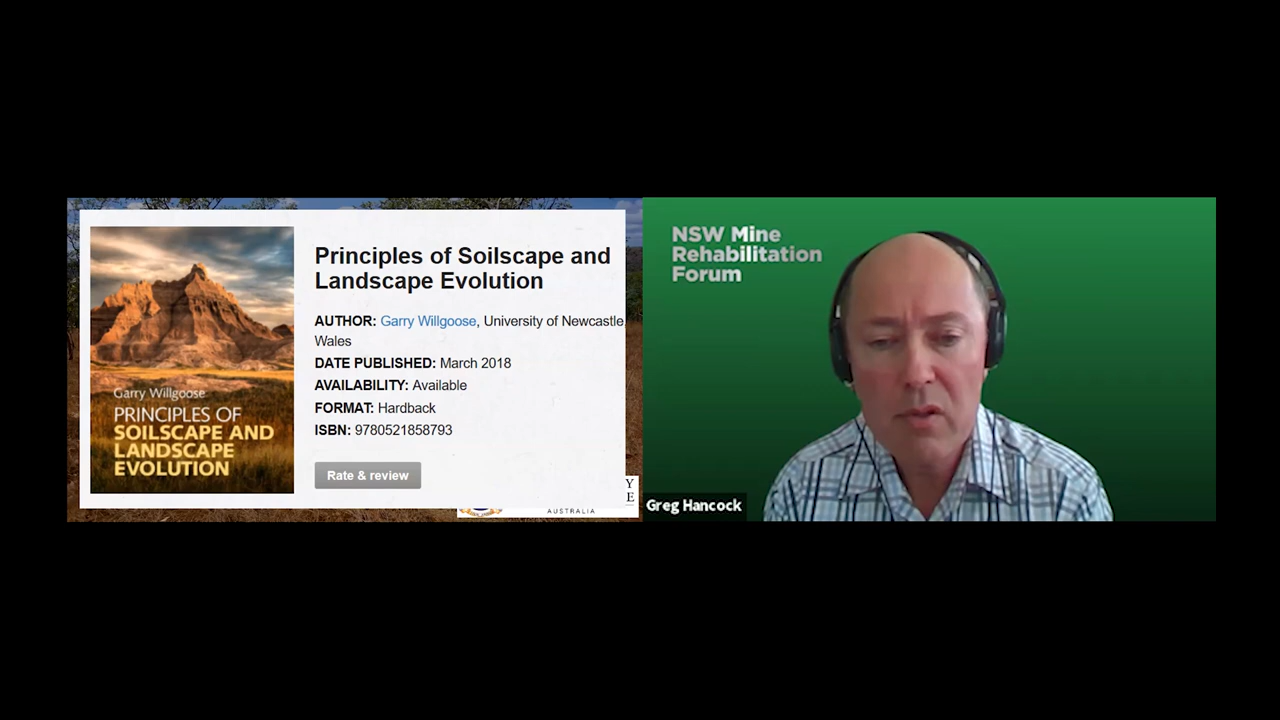 Principles of Soilscape and
Landscape Evolution
AUTHOR: Garry Willgoose, University of Newcastle,
Wales
DATE PUBLISHED: March 2018
AVAILABILITY: Available
FORMAT: Hardback
ISBN: 9780521858793
Rate & review
Garry Willgoose
PRINCIPLES OF
SOILSCAPE AND
LANDSCAPE
EVOLUTION
Y
E
AUSTRALIA
NSW Mine
Rehabilitation
Forum
Greg Hancock